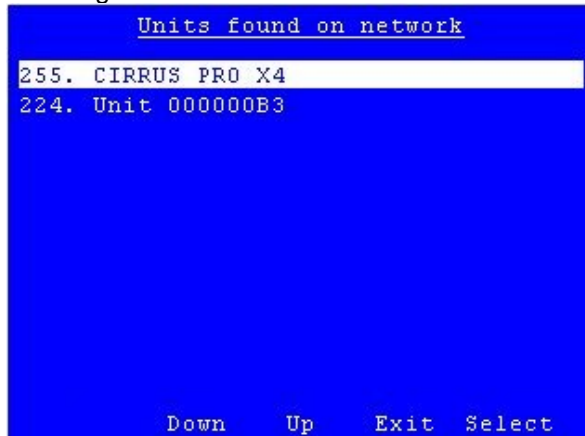 Units found on network
255. CIRRUS PRO X4
224. Unit 000000B3
Down Up Exit Select